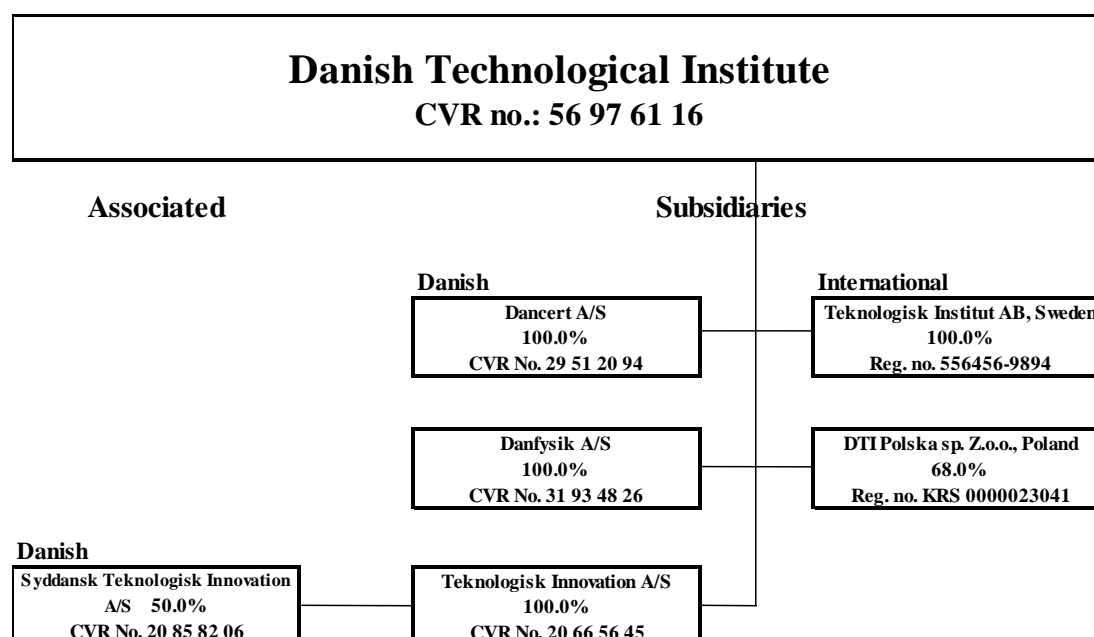 Danish Technological Institute
CVR no.: 56 97 61 16
Associated
Subsidiaries
Danish
International
Dancert A/S
100.0%
CVR No. 29 51 20 94
Teknologisk Institut AB, Sweden
100.0%
Reg. no. 556456-9894
Danfysik A/S
100.0%
CVR No. 31 93 48 26
DTI Polska sp. Z.o.o., Poland
68.0%
Reg. no. KRS 0000023041
Danish
Syddansk Teknologisk Innovation
A/S 50.0%
CVR No. 20 85 82 06
Teknologisk Innovation A/S
100.0%
CVR No. 20 66 56 45